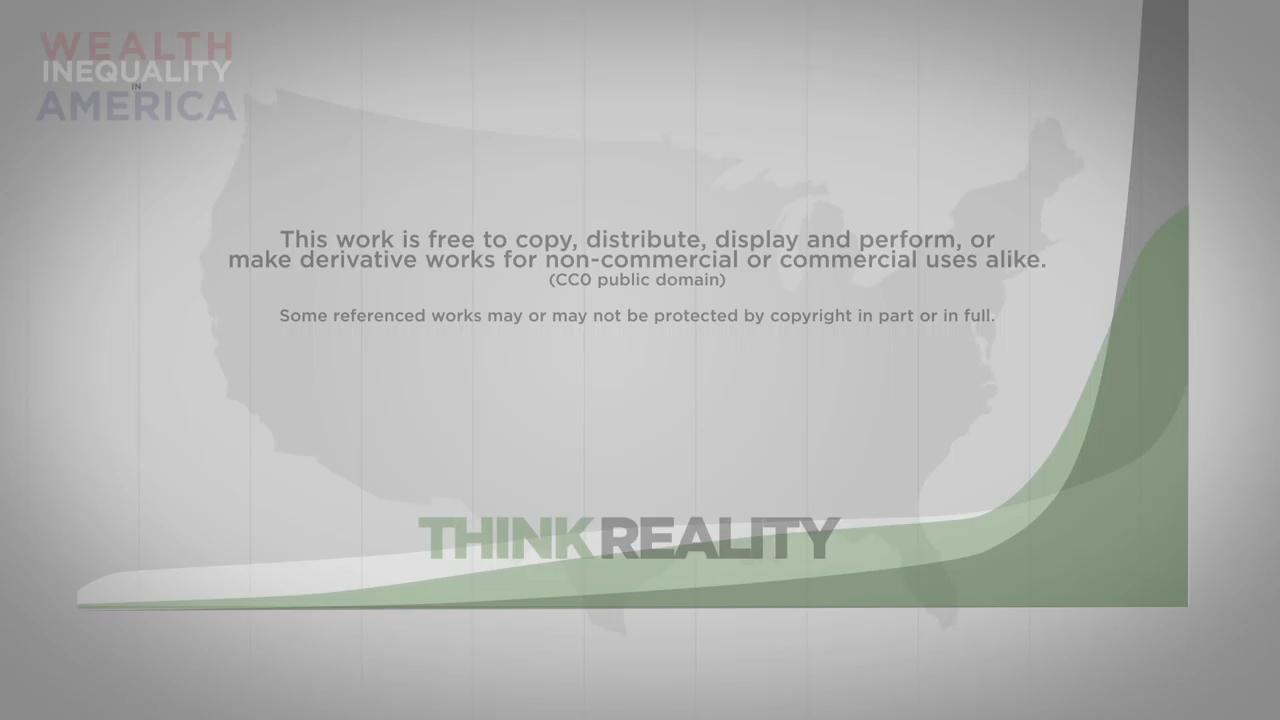 WEALTH
INEQUALITY
IN
AMERICA
This work is free to copy, distribute, display and perform, or
make derivative works for non-commercial or commercial uses alike.
(CC0 public domain)
Some referenced works may or may not be protected by copyright in part or in full.
THINKREALITY